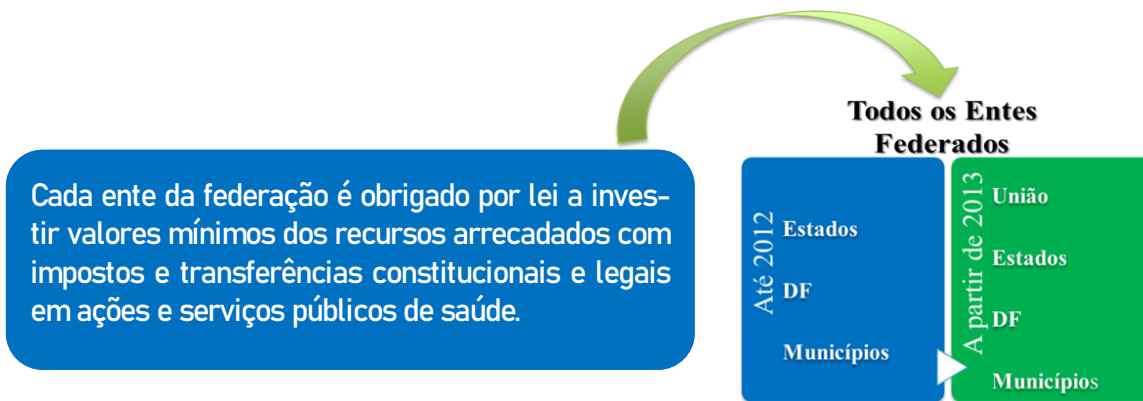 Cada ente da federação é obrigado por lei a inves-
tir valores mínimos dos recursos arrecadados com
impostos e transferências constitucionais e legais
em ações e serviços públicos de saúde.
Todos os Entes
Federados
Até 2012
Estados
DF
Municípios
A partir de 2013
União
Estados
DF
Municípios